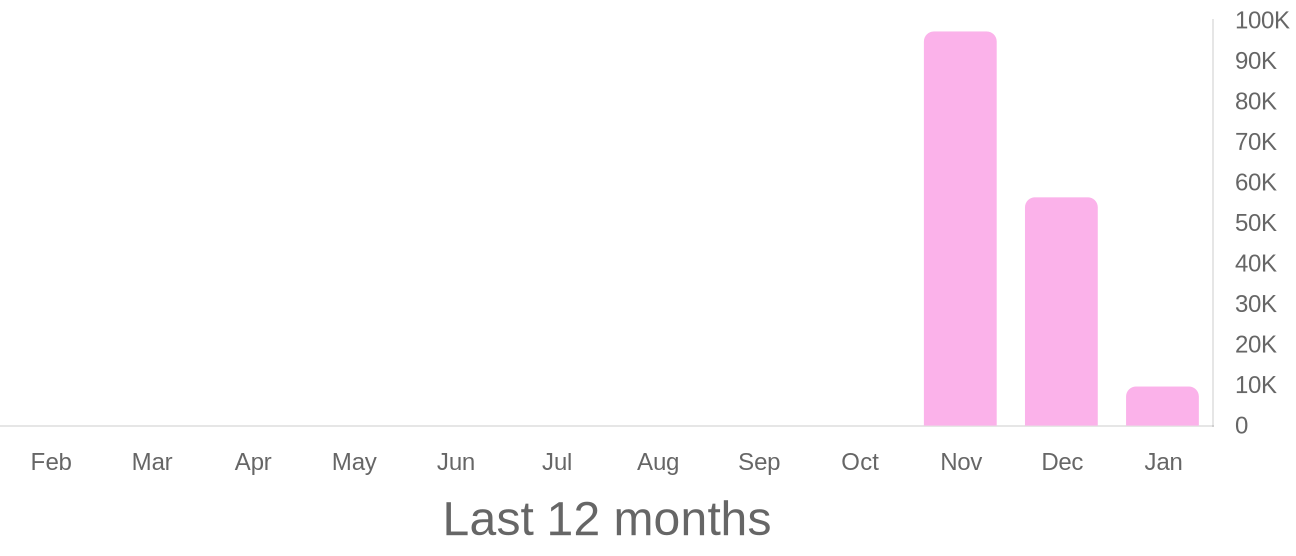 100K
90K
80K
70K
60K
50K
40K
30K
20K
10K
0
Feb Mar Apr May Jun Jul Aug Sep Oct Nov Dec Jan
Last 12 months